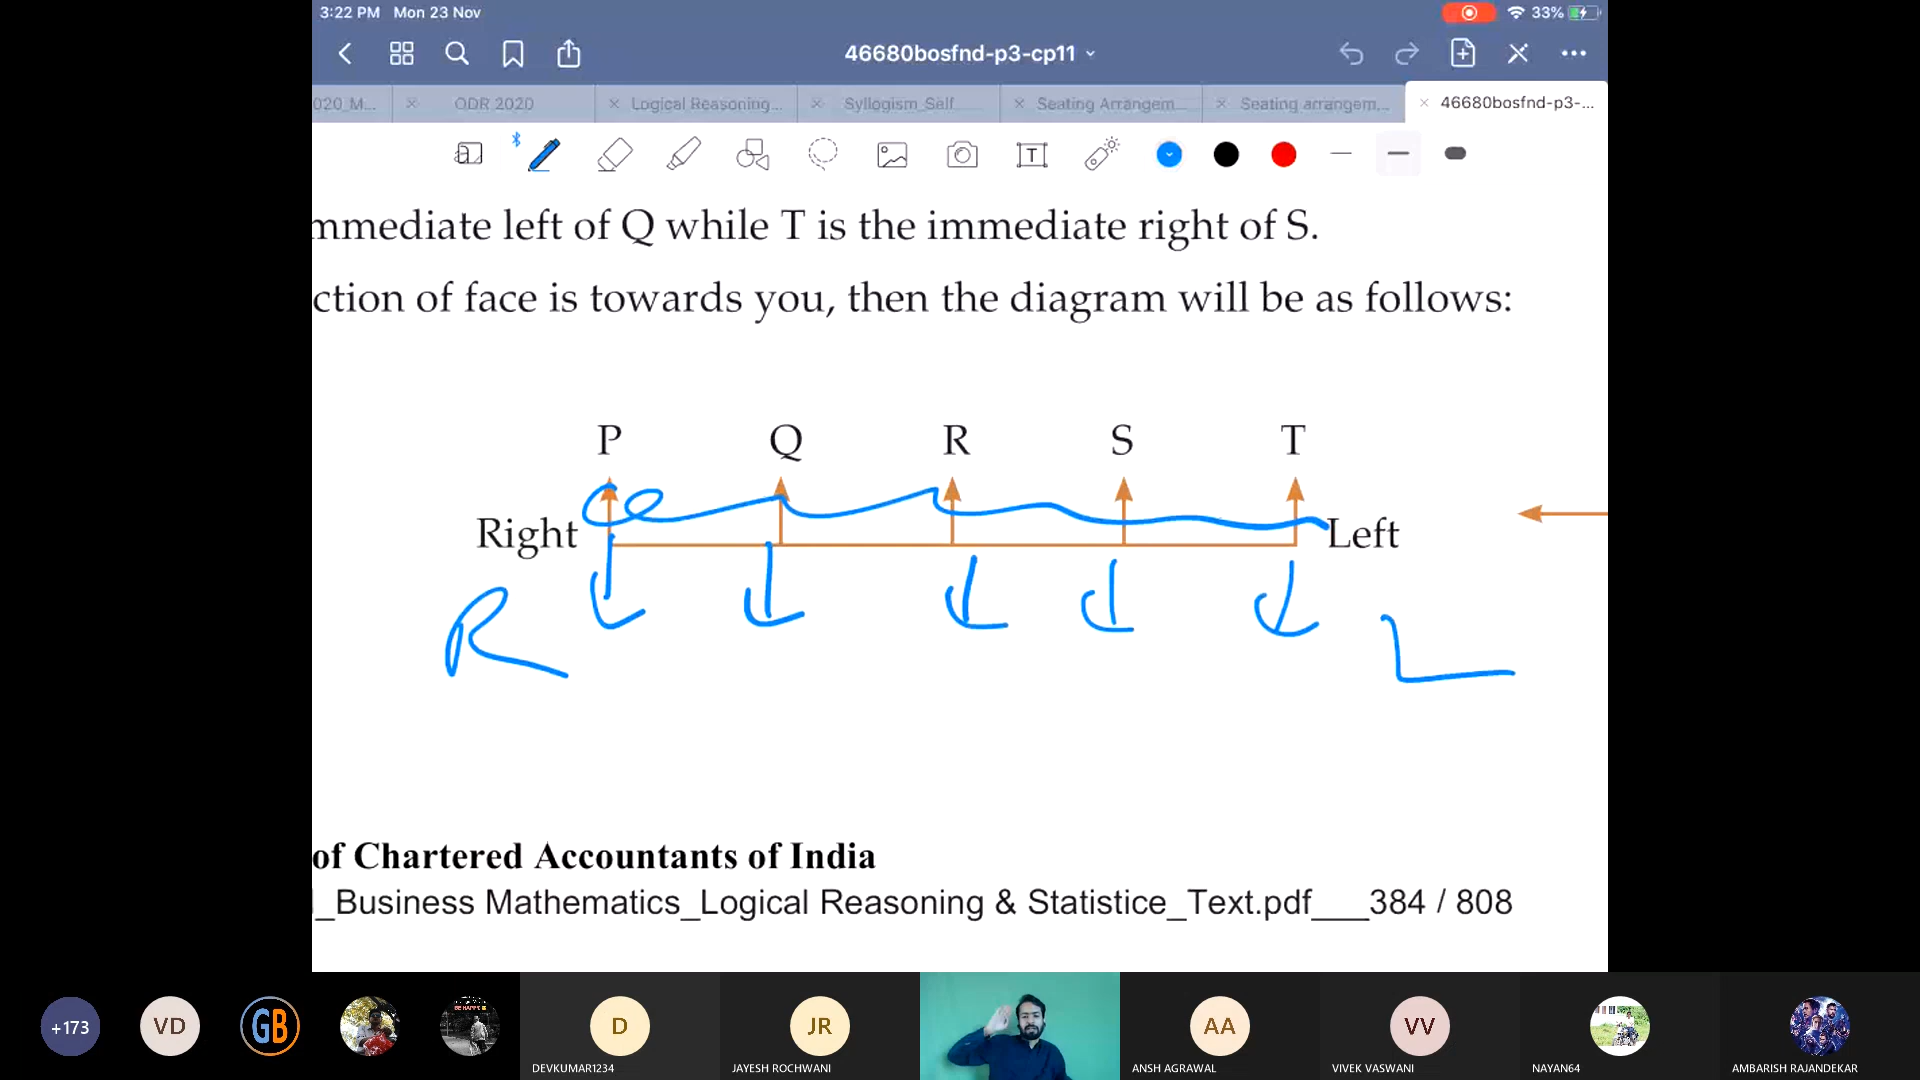 3:22 PM Mon 23 Nov 33%
46680bosfnd-p3-cp11
020_M... ODR 2020 Logical Reasoning... Syllogism_Self... Seating Arrangem... Seating arrangem... 46680bosfnd-p3-...
mmediate left of Q while T is the immediate right of S.
ction of face is towards you, then the diagram will be as follows:
P Q R S T
Right Left
R L
of Chartered Accountants of India
_Business Mathematics_Logical Reasoning & Statistice_Text.pdf___384 / 808
+173 VD GB BE HAPPY D JR AA VV
DEVKUMAR1234 JAYESH ROCHWANI ANSH AGRAWAL VIVEK VASWANI NAYAN64 AMBARISH RAJANDEKAR